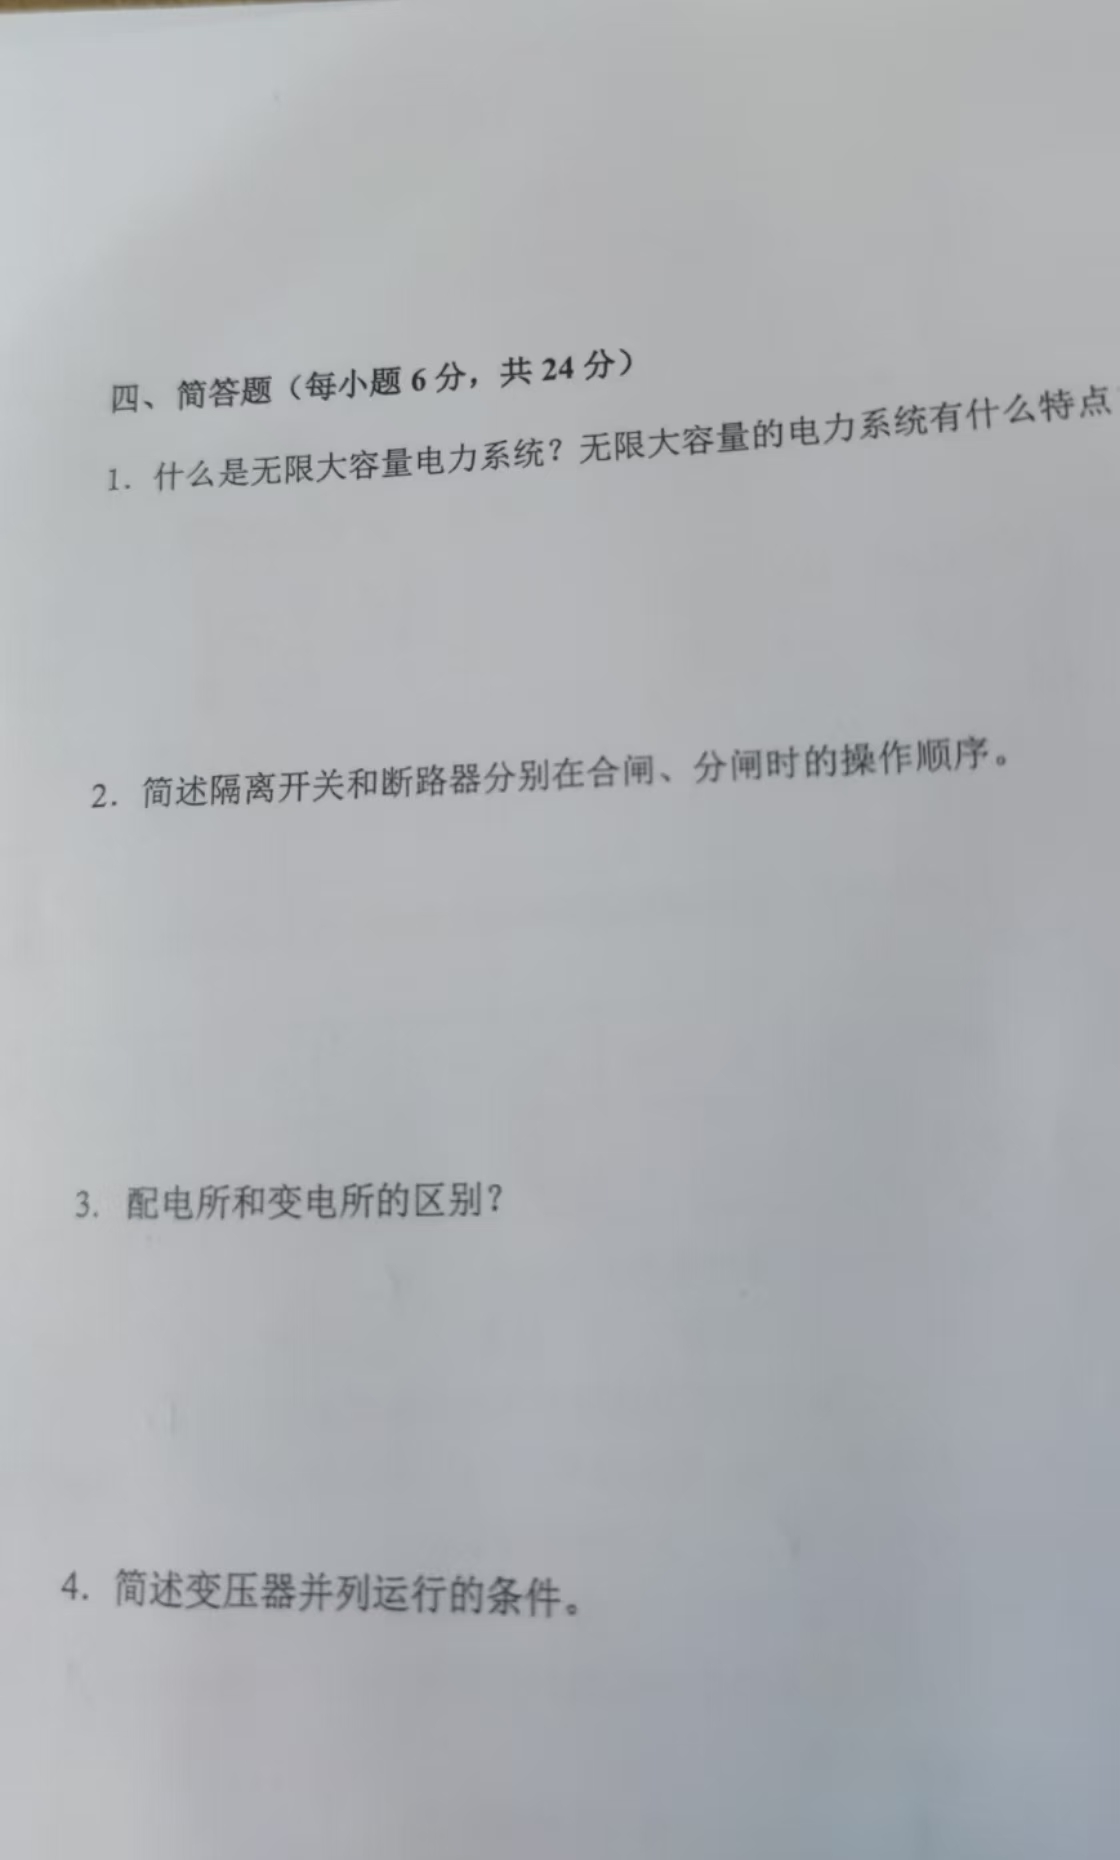 四、简答题（每小题 6 分，共 24 分）
1. 什么是无限大容量电力系统？无限大容量的电力系统有什么特点
2. 简述隔离开关和断路器分别在合闸、分闸时的操作顺序。
3. 配电所和变电所的区别？
4. 简述变压器并列运行的条件。